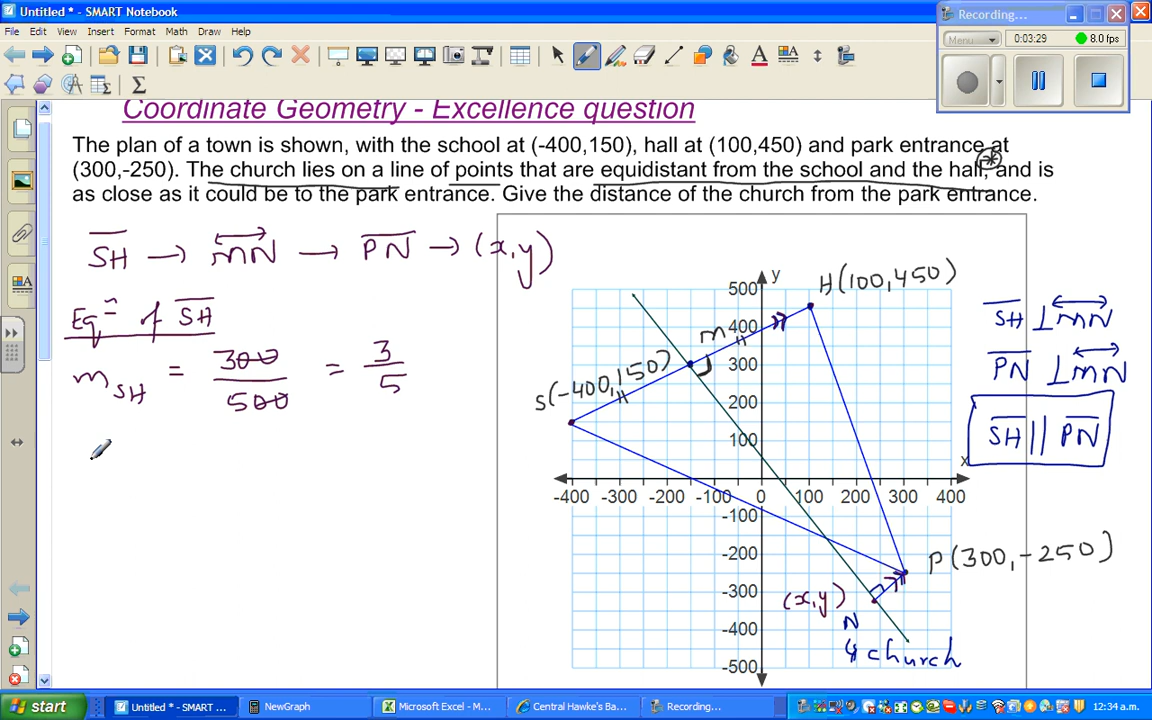 Untitled * - SMART Notebook
Recording...
File Edit View Insert Format Math Draw Help
Menu
0:03:29
8.0 fps
Coordinate Geometry - Excellence question
The plan of a town is shown, with the school at (-400,150), hall at (100,450) and park entrance at
(300,-250). The church lies on a line of points that are equidistant from the school and the hall, and is
as close as it could be to the park entrance. Give the distance of the church from the park entrance.
SH → MN → PN → (x,y)
Eqⁿ of SH
m SH = 300/500 = 3/5
y
x
500
400
300
200
100
-400 -300 -200 -100 0 100 200 300 400
-100
-200
-300
-400
-500
H(100,450)
m
S(-400,150)
P(300,-250)
(x,y)
N
church
SH ⊥ MN
PN ⊥ MN
SH || PN
start
Untitled * - SMART ...
NewGraph
Microsoft Excel - M...
Central Hawke's Ba...
Recording...
12:34 a.m.